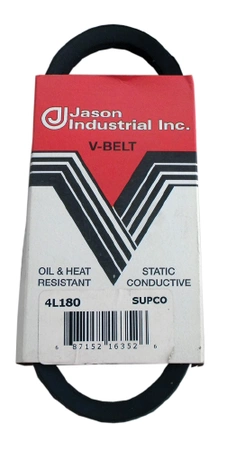 Jason
Industrial Inc.
V-BELT
OIL & HEAT
RESISTANT
STATIC
CONDUCTIVE
4L180 SUPCO
6 87152 16352 6